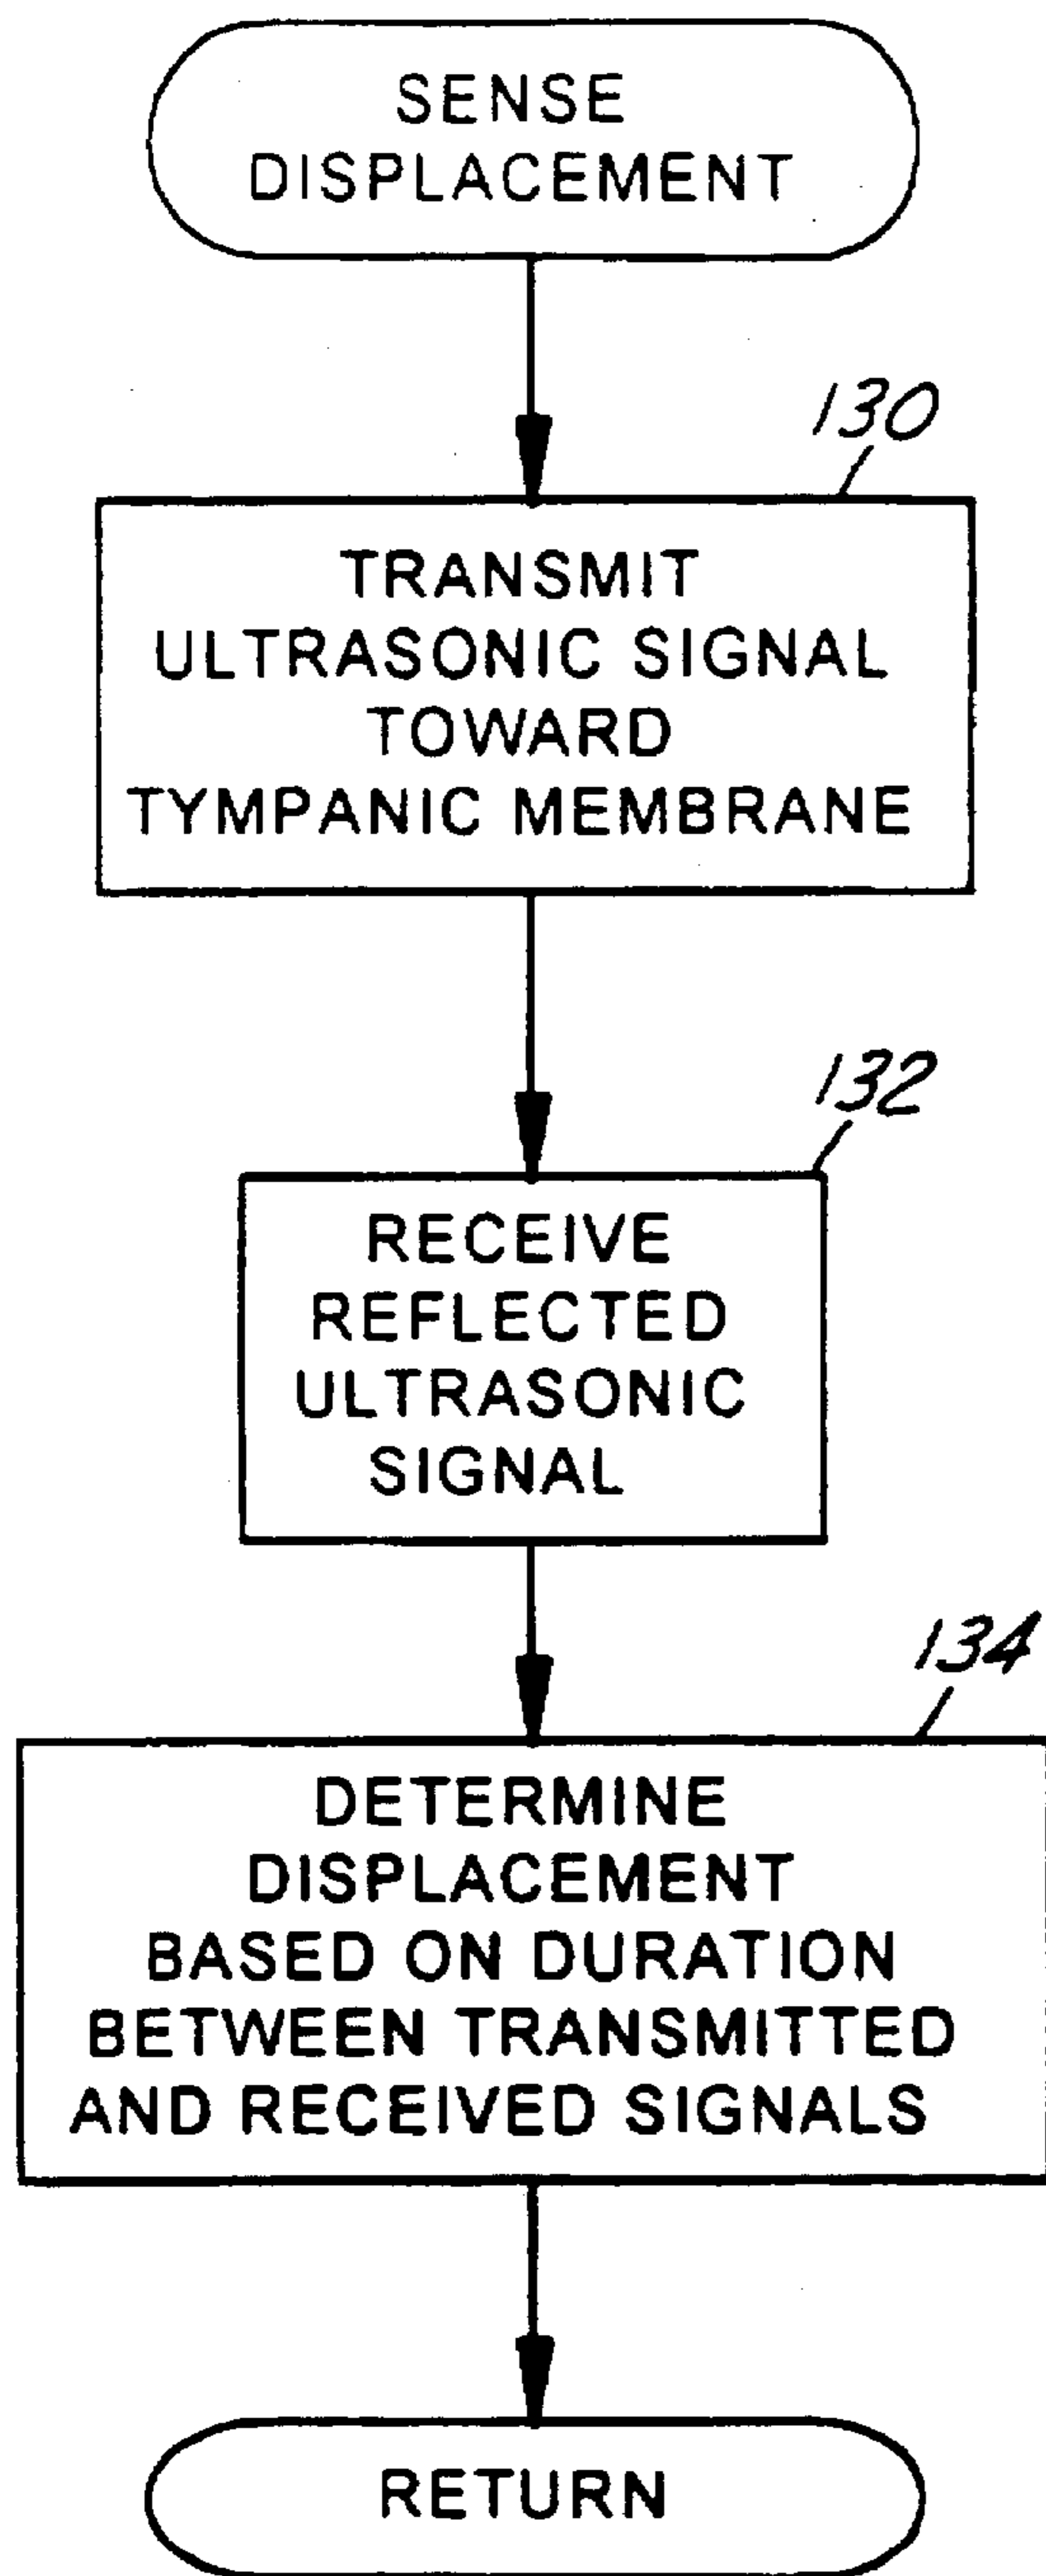 SENSE
DISPLACEMENT
130
TRANSMIT
ULTRASONIC SIGNAL
TOWARD
TYMPANIC MEMBRANE
132
RECEIVE
REFLECTED
ULTRASONIC
SIGNAL
134
DETERMINE
DISPLACEMENT
BASED ON DURATION
BETWEEN TRANSMITTED
AND RECEIVED SIGNALS
RETURN